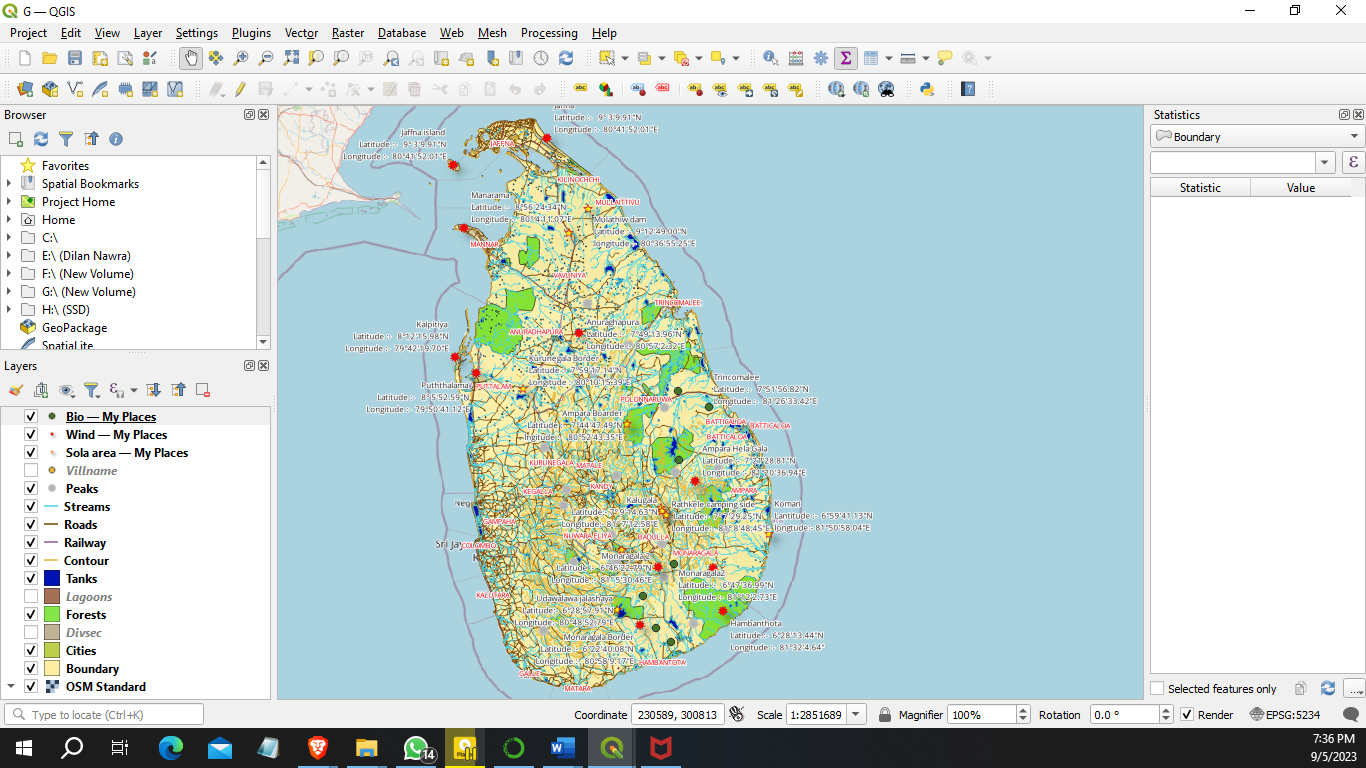 G — QGIS
Project Edit View Layer Settings Plugins Vector Raster Database Web Mesh Processing Help
Browser
Favorites
Spatial Bookmarks
Project Home
Home
C:\
E:\ (Dilan Nawra)
F:\ (New Volume)
G:\ (New Volume)
H:\ (SSD)
GeoPackage
SpatiaLite
Layers
Bio — My Places
Wind — My Places
Sola area — My Places
Villname
Peaks
Streams
Roads
Railway
Contour
Tanks
Lagoons
Forests
Divsec
Cities
Boundary
OSM Standard
Jaffna
Latitude :- 9°3'9.91"N
Longitude :- 80°41'52.01"E
Jaffna island
Latitude :- 9°3'9.91"N
Longitude :- 80°41'52.01"E
JAFFNA
KILINOCHCHI
Manarama
Latitude :- 8°56'24.34"N
Longitude :- 80°4'11.07"E
MULLAITTIVU
Mulathiw dam
Latitude :- 9°12'49.00"N
longitude :- 80°36'55.25"E
MANNAR
VAVUNIYA
TRINCOMALEE
Kalpitiya
Latitude :- 8°12'15.98"N
Longitude :- 79°42'19.70"E
ANURADHAPURA
Anuraghapura
Latitude :- 7°49'13.96"N
Longitude :- 80°57'2.32"E
Kurunegala Border
Latitude :- 7°59'17.14"N
Longitude :- 80°10'15.39"E
Puththalama
Latitude :- 8°5'52.59"N
Longitude :- 79°50'41.12"E
PUTTALAM
Trincomalee
Latitude :- 7°51'56.82"N
Longitude :- 81°26'33.42"E
POLONNARUWA
Ampara Boarder
Latitude :- 7°44'47.49"N
lngitude :- 80°52'43.35"E
BATTICALOA
BATTICALOA
BATTICALOA
Ampara Hela Gala
Latitude :- 7°21'28.81"N
Longitude :- 81°20'36.94"E
KURUNEGALA
MATALE
KEGALLA
KANDY
AMPARA
Kalugala
Latitude:- 7°9'14.63"N
Longitude:- 81°7'12.58"E
Rathkele camping side
Latitude:- 7°7'29.25"N
Longitude :- 81°8'48.45"E
Komari
Lantitude :- 6°59'41.13"N
longitude:- 81°50'58.04"E
Neg
GAMPAHA
Sri Jay
COLOMBO
NUWARA ELIYA
BADULLA
MONARAGALA
Monaragala 2
Latitude :- 6°46'22.79"N
Longitude :- 81°5'30.46"E
Monaragala2
Latitude :- 6°47'36.99"N
Longitude:- 81°12'2.73"E
KALUTARA
Udawalawa jalashaya
Latitude :- 6°28'57.91"N
Longitude:- 80°48'52.79"E
Hambanthota
Latitude :- 6°28'13.44"N
Longitude :- 81°32'4.64"
Monaragala Border
Latitude :- 6°22'40.08"N
Longitude:- 80°58'9.17"E
HAMBANTOTA
GALLE
MATARA
Statistics
Boundary
Statistic Value
Selected features only
Type to locate (Ctrl+K)
Coordinate 230589, 300813 Scale 1:2851689 Magnifier 100% Rotation 0.0 ° Render EPSG:5234
14
7:36 PM
9/5/2023